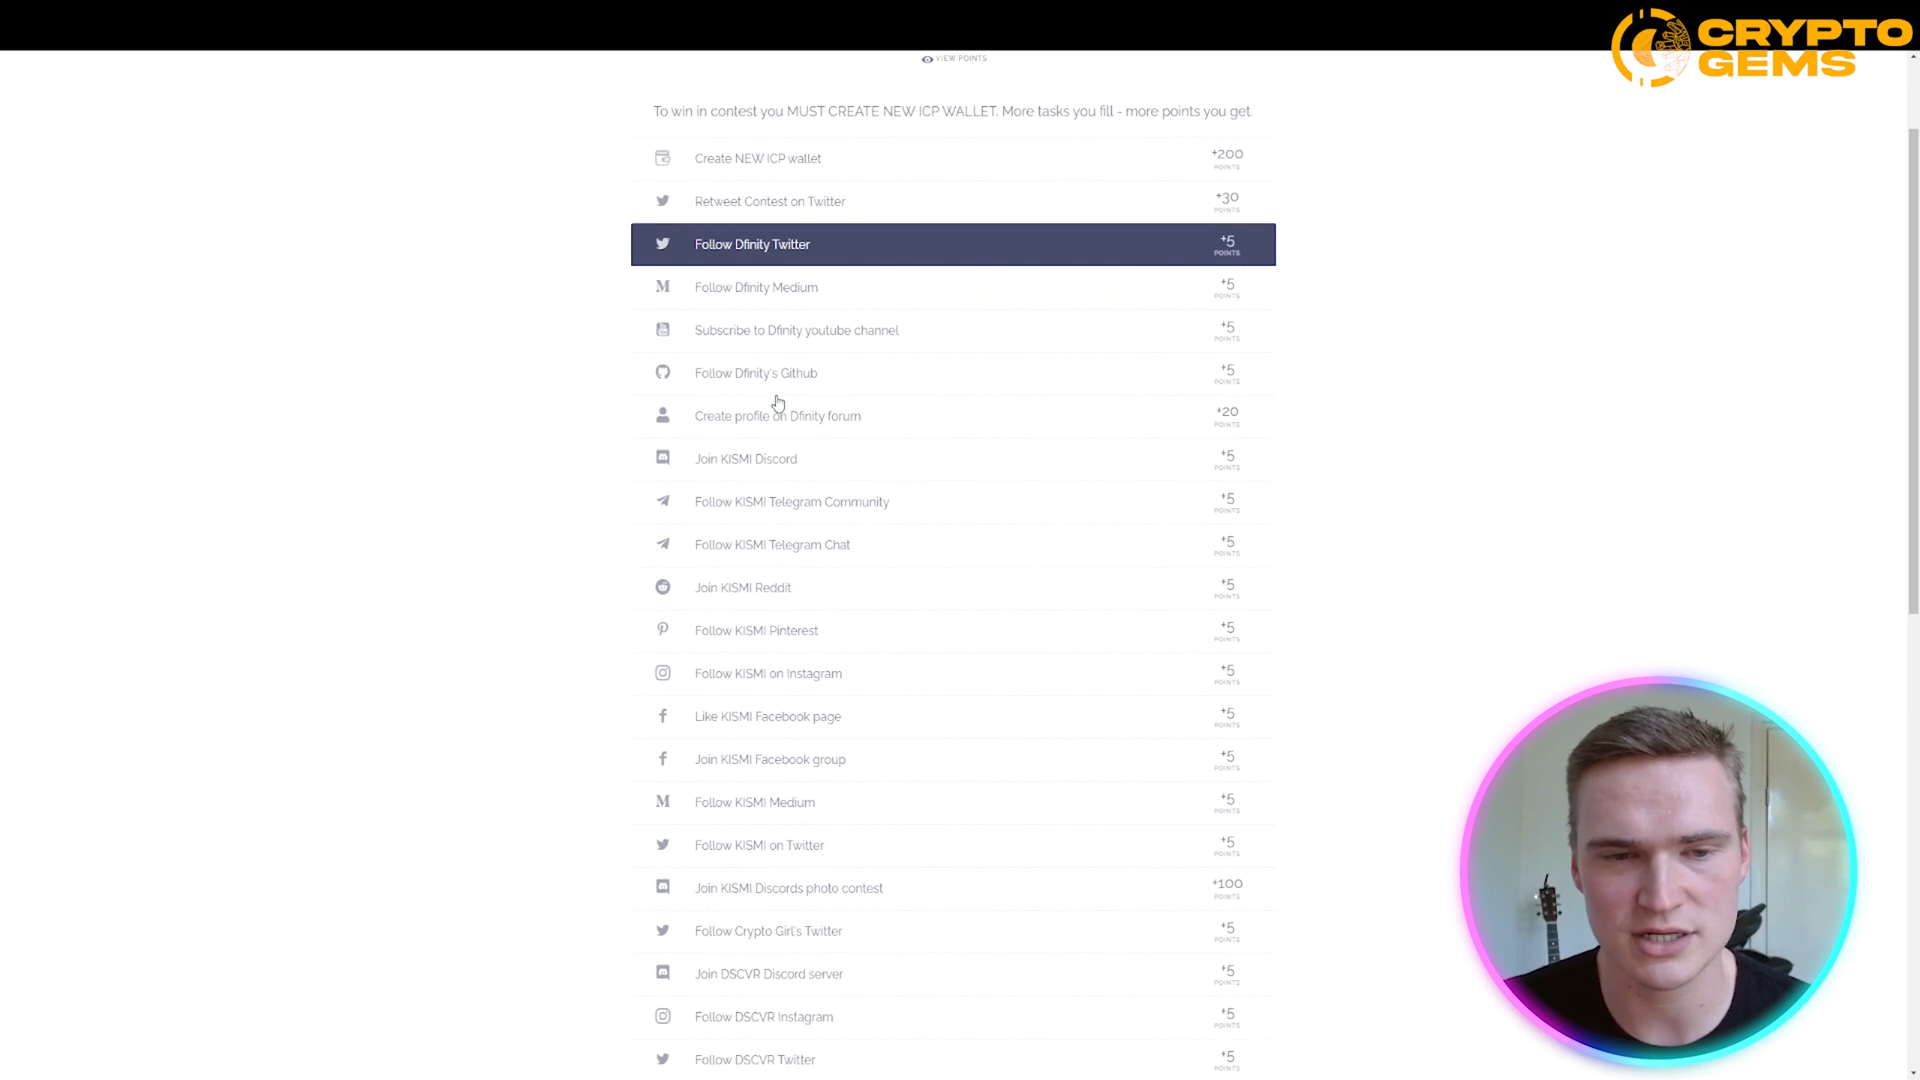 CRYPTO
GEMS
VIEW POINTS
To win in contest you MUST CREATE NEW ICP WALLET. More tasks you fill - more points you get.
Create NEW ICP wallet +200 POINTS
Retweet Contest on Twitter +30 POINTS
Follow Dfinity Twitter +5 POINTS
Follow Dfinity Medium +5 POINTS
Subscribe to Dfinity youtube channel +5 POINTS
Follow Dfinity's Github +5 POINTS
Create profile on Dfinity forum +20 POINTS
Join KISMI Discord +5 POINTS
Follow KISMI Telegram Community +5 POINTS
Follow KISMI Telegram Chat +5 POINTS
Join KISMI Reddit +5 POINTS
Follow KISMI Pinterest +5 POINTS
Follow KISMI on Instagram +5 POINTS
Like KISMI Facebook page +5 POINTS
Join KISMI Facebook group +5 POINTS
Follow KISMI Medium +5 POINTS
Follow KISMI on Twitter +5 POINTS
Join KISMI Discords photo contest +100 POINTS
Follow Crypto Girl's Twitter +5 POINTS
Join DSCVR Discord server +5 POINTS
Follow DSCVR Instagram +5 POINTS
Follow DSCVR Twitter +5 POINTS